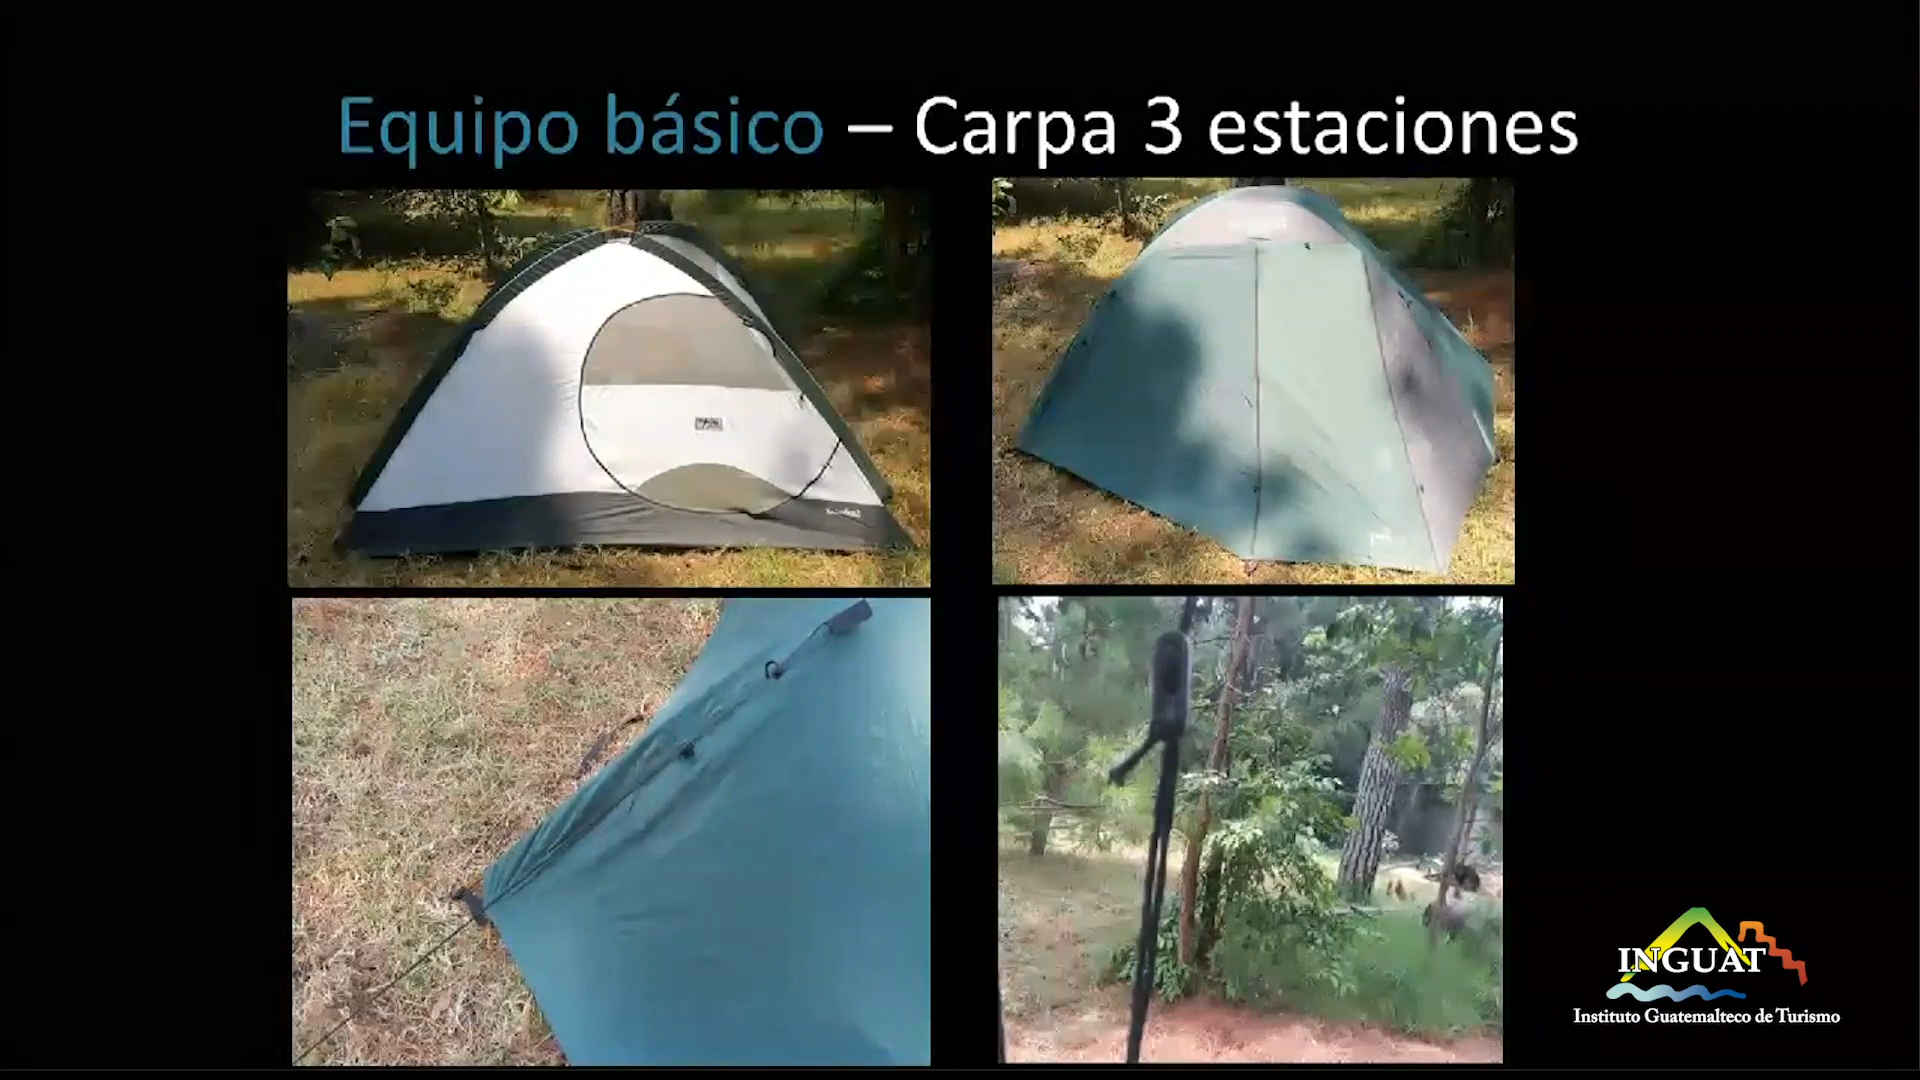 Equipo básico – Carpa 3 estaciones
INGUAT
Instituto Guatemalteco de Turismo